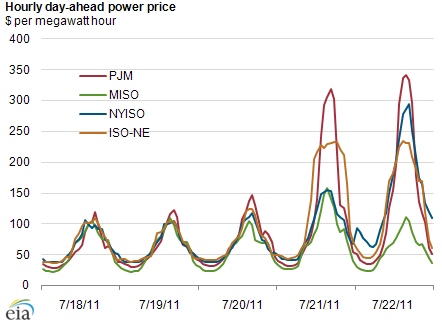 Hourly day-ahead power price
$ per megawatt hour
400
350
300
250
200
150
100
50
0
PJM
MISO
NYISO
ISO-NE
7/18/11
7/19/11
7/20/11
7/21/11
7/22/11
eia